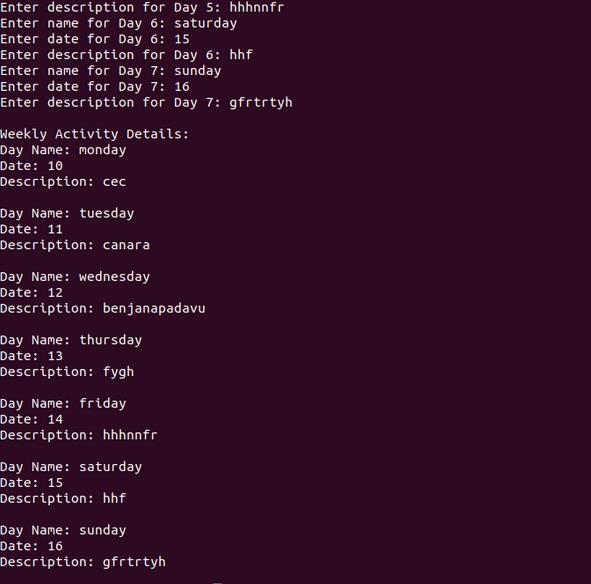 Enter description for Day 5: hhhnnfr
Enter name for Day 6: saturday
Enter date for Day 6: 15
Enter description for Day 6: hhf
Enter name for Day 7: sunday
Enter date for Day 7: 16
Enter description for Day 7: gfrtrtyh
Weekly Activity Details:
Day Name: monday
Date: 10
Description: cec
Day Name: tuesday
Date: 11
Description: canara
Day Name: wednesday
Date: 12
Description: benjanapadavu
Day Name: thursday
Date: 13
Description: fygh
Day Name: friday
Date: 14
Description: hhhnnfr
Day Name: saturday
Date: 15
Description: hhf
Day Name: sunday
Date: 16
Description: gfrtrtyh